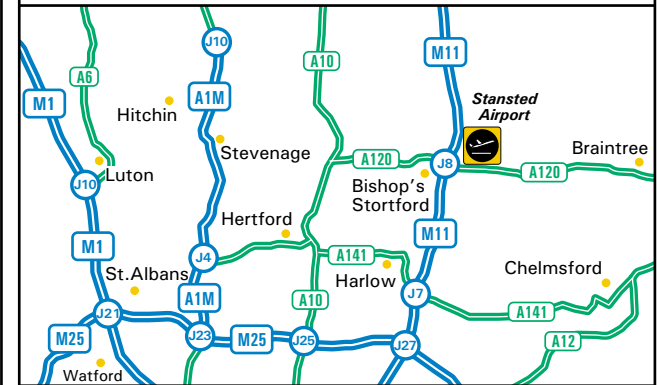 J10
A10
M11
A6
M1
A1M
Stansted
Airport
Hitchin
Stevenage
Braintree
A120
J8
Luton
J10
A120
Bishop's
Stortford
Hertford
M11
M1
J4
A141
Chelmsford
St.Albans
Harlow
J7
A1M
A10
J21
A141
M25
J23
M25
J25
J27
A12
Watford